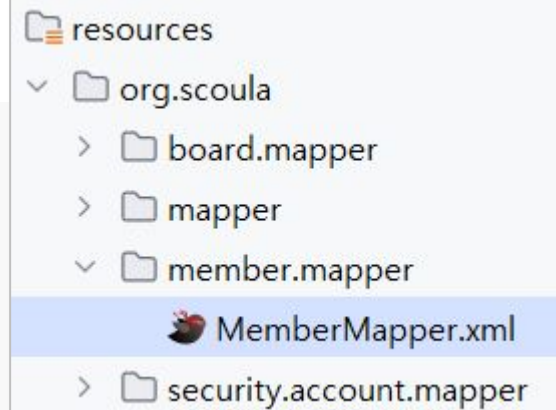 resources
org.scoula
board.mapper
mapper
member.mapper
MemberMapper.xml
security.account.mapper